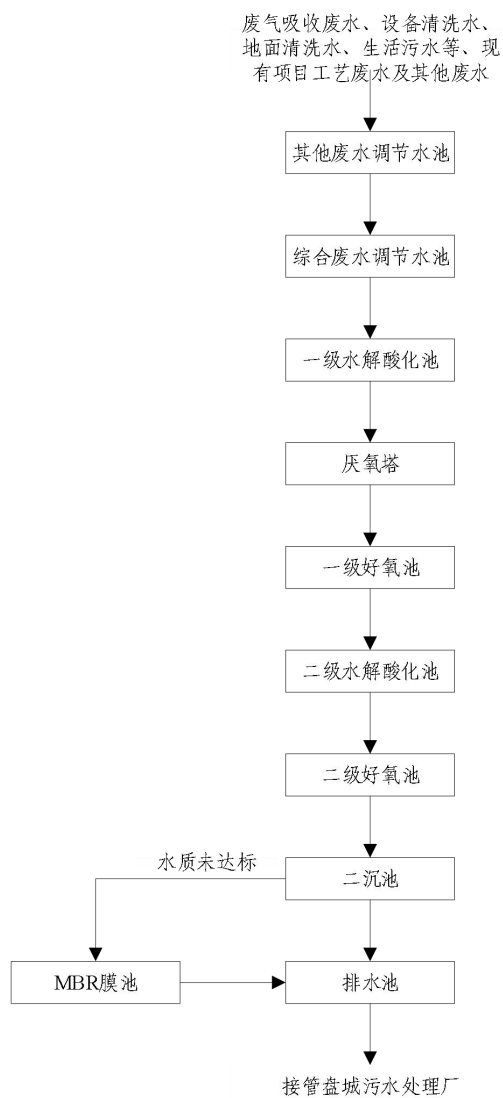 废气吸收废水、设备清洗水、
地面清洗水、生活污水等、现
有项目工艺废水及其他废水
其他废水调节水池
综合废水调节水池
一级水解酸化池
厌氧塔
一级好氧池
二级水解酸化池
二级好氧池
水质未达标
二沉池
MBR膜池
排水池
接管盘城污水处理厂